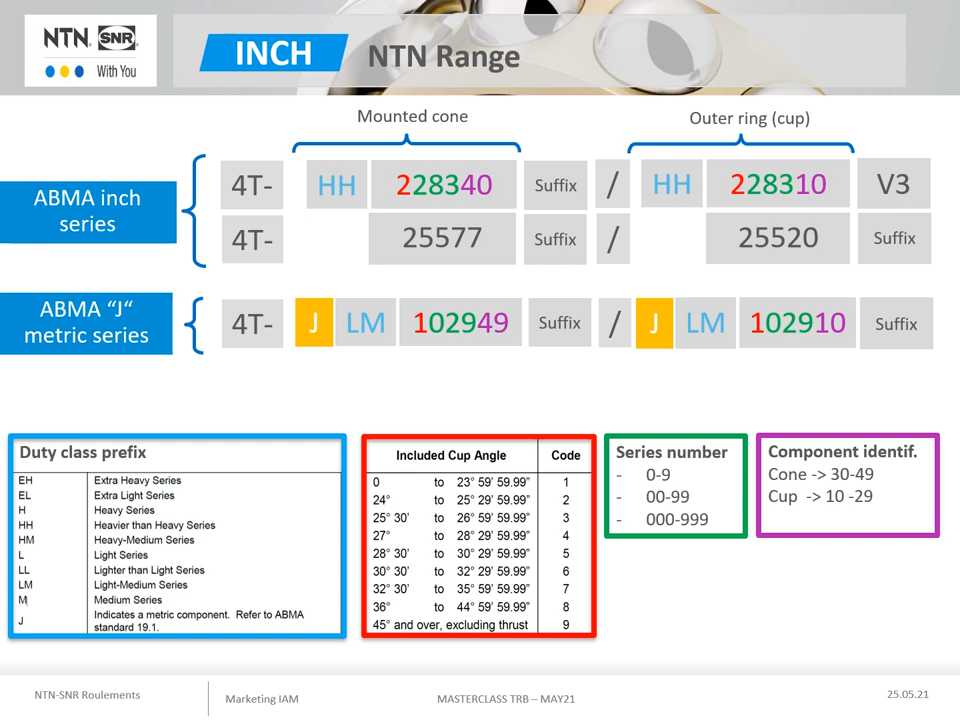 NTN. SNR®
With You
INCH
NTN Range
Mounted cone
Outer ring (cup)
ABMA inch
series
4T- HH 228340 Suffix / HH 228310 V3
4T- 25577 Suffix / 25520 Suffix
ABMA “J“
metric series
4T- J LM 102949 Suffix / J LM 102910 Suffix
Duty class prefix
EH Extra Heavy Series
EL Extra Light Series
H Heavy Series
HH Heavier than Heavy Series
HM Heavy-Medium Series
L Light Series
LL Lighter than Light Series
LM Light-Medium Series
M Medium Series
J Indicates a metric component. Refer to ABMA
standard 19.1.
Included Cup Angle Code
0 to 23° 59’ 59.99” 1
24° to 25° 29’ 59.99” 2
25° 30’ to 26° 59’ 59.99” 3
27° to 28° 29’ 59.99” 4
28° 30’ to 30° 29’ 59.99” 5
30° 30’ to 32° 29’ 59.99” 6
32° 30’ to 35° 59’ 59.99” 7
36° to 44° 59’ 59.99” 8
45° and over, excluding thrust 9
Series number
- 0-9
- 00-99
- 000-999
Component identif.
Cone -> 30-49
Cup -> 10 -29
NTN-SNR Roulements
Marketing IAM
MASTERCLASS TRB – MAY21
25.05.21